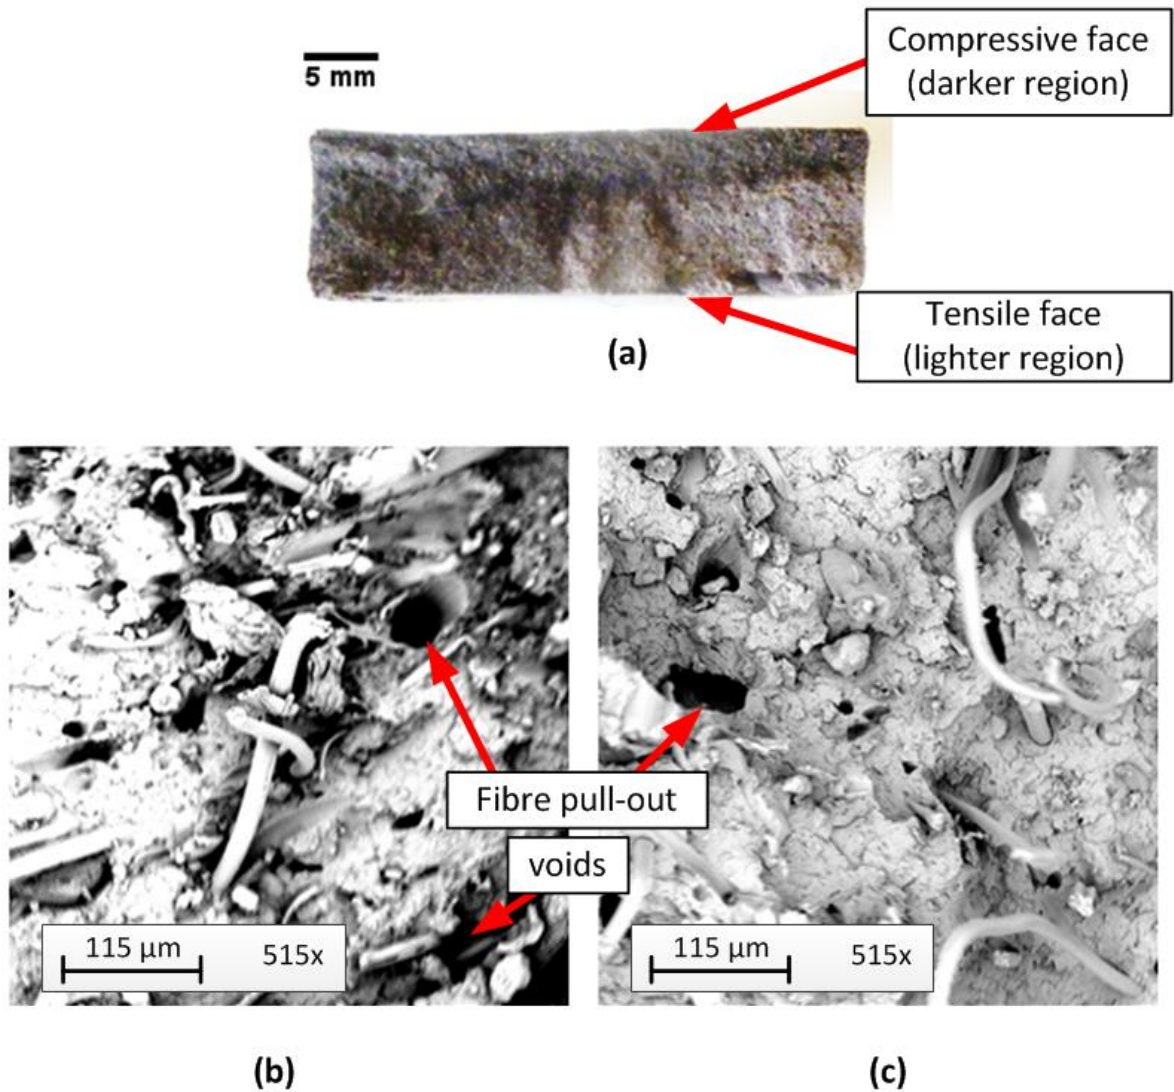 5 mm
Compressive face
(darker region)
Tensile face
(lighter region)
(a)
Fibre pull-out
voids
115 µm 515x
115 µm 515x
(b)
(c)